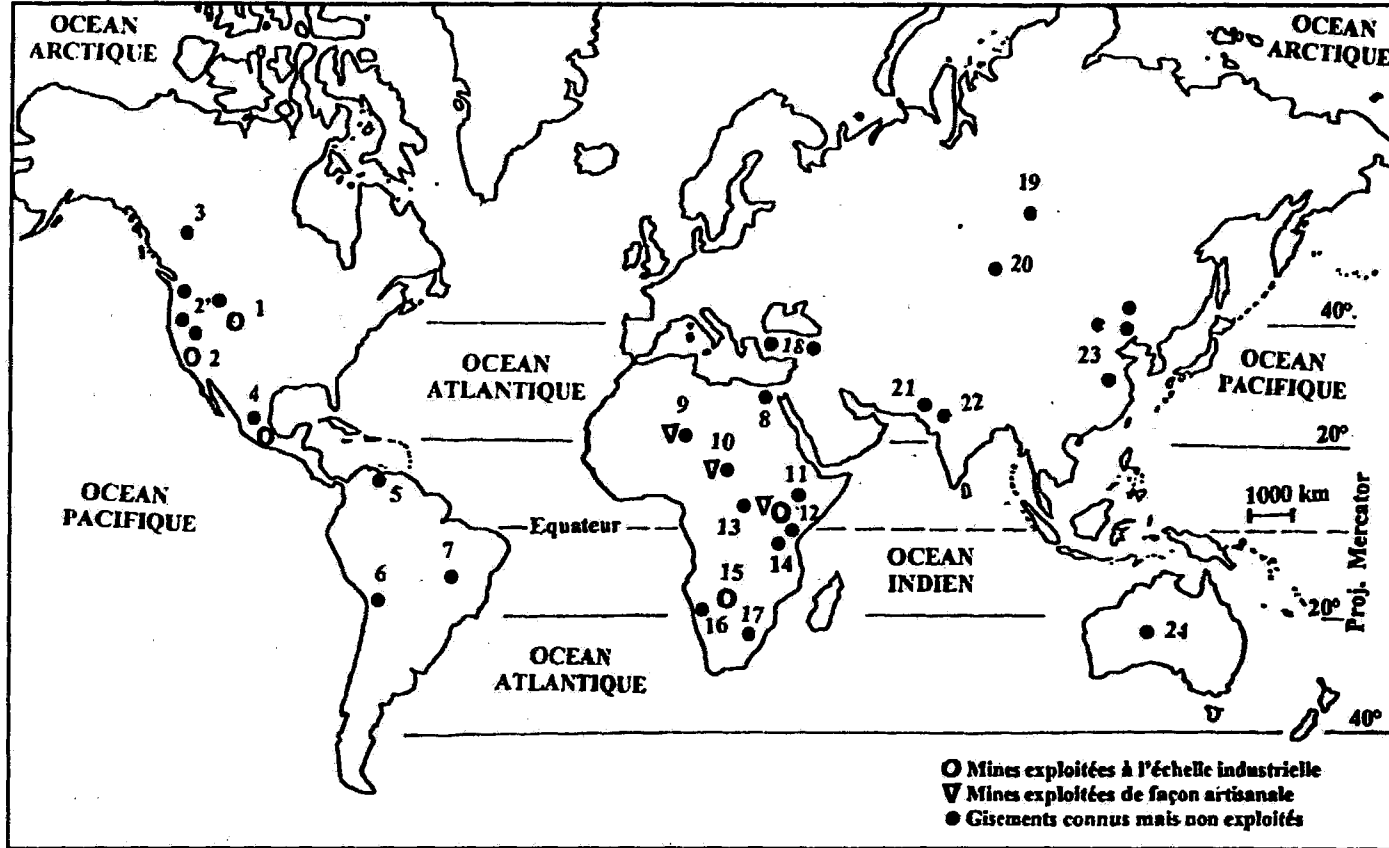 OCEAN
ARCTIQUE
OCEAN
ARCTIQUE
19
3
20
2'
1
40°
2
18
23
OCEAN
ATLANTIQUE
OCEAN
PACIFIQUE
4
9
8
21
22
20°
10
11
OCEAN
PACIFIQUE
5
1000 km
13
12
Equateur
7
14
OCEAN
INDIEN
6
15
16
17
20°
Proj. Mercator
24
OCEAN
ATLANTIQUE
40°
O Mines exploitées à l'échelle industrielle
∇ Mines exploitées de façon artisanale
● Gisements connus mais non exploités